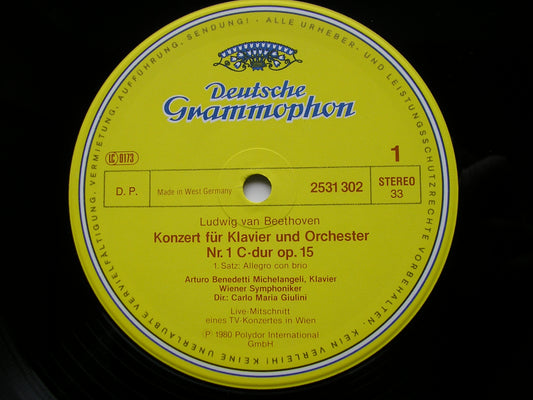 KEINE UNERLAUBTE VERVIELFÄLTIGUNG, VERMIETUNG, AUFFÜHRUNG, SENDUNG! · ALLE URHEBER- UND LEISTUNGSSCHUTZRECHTE VORBEHALTEN · KEIN VERLEIH!
Deutsche
Grammophon
LC 0173
1
D. P.
Made in West Germany
2531 302
STEREO
33
Ludwig van Beethoven
Konzert für Klavier und Orchester
Nr. 1 C-dur op. 15
1. Satz: Allegro con brio
Arturo Benedetti Michelangeli, Klavier
Wiener Symphoniker
Dir.: Carlo Maria Giulini
Live-Mitschnitt
eines TV-Konzertes in Wien
℗ 1980 Polydor International
GmbH